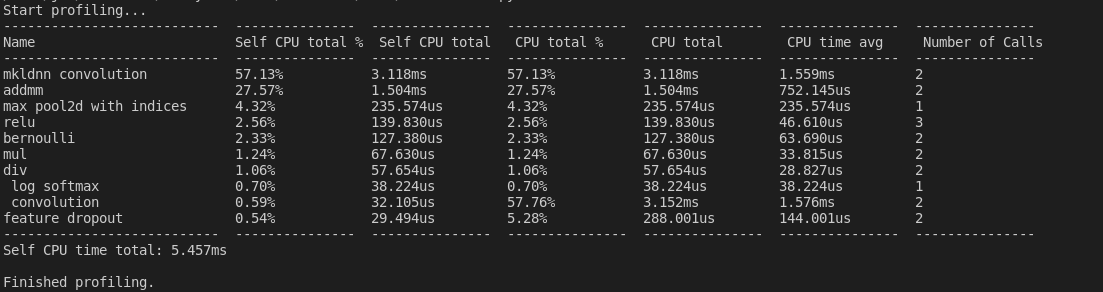 Start profiling...
---------------------------  ---------------  ---------------  ---------------  ---------------  ---------------  ---------------
Name                         Self CPU total %  Self CPU total   CPU total %      CPU total        CPU time avg     Number of Calls
---------------------------  ---------------  ---------------  ---------------  ---------------  ---------------  ---------------
mkldnn convolution           57.13%           3.118ms          57.13%           3.118ms          1.559ms          2
addmm                        27.57%           1.504ms          27.57%           1.504ms          752.145us        2
max pool2d with indices      4.32%            235.574us        4.32%            235.574us        235.574us        1
relu                         2.56%            139.830us        2.56%            139.830us        46.610us         3
bernoulli                    2.33%            127.380us        2.33%            127.380us        63.690us         2
mul                          1.24%            67.630us         1.24%            67.630us         33.815us         2
div                          1.06%            57.654us         1.06%            57.654us         28.827us         2
 log softmax                 0.70%            38.224us         0.70%            38.224us         38.224us         1
 convolution                 0.59%            32.105us         57.76%           3.152ms          1.576ms          2
feature dropout              0.54%            29.494us         5.28%            288.001us        144.001us        2
---------------------------  ---------------  ---------------  ---------------  ---------------  ---------------  ---------------
Self CPU time total: 5.457ms

Finished profiling.